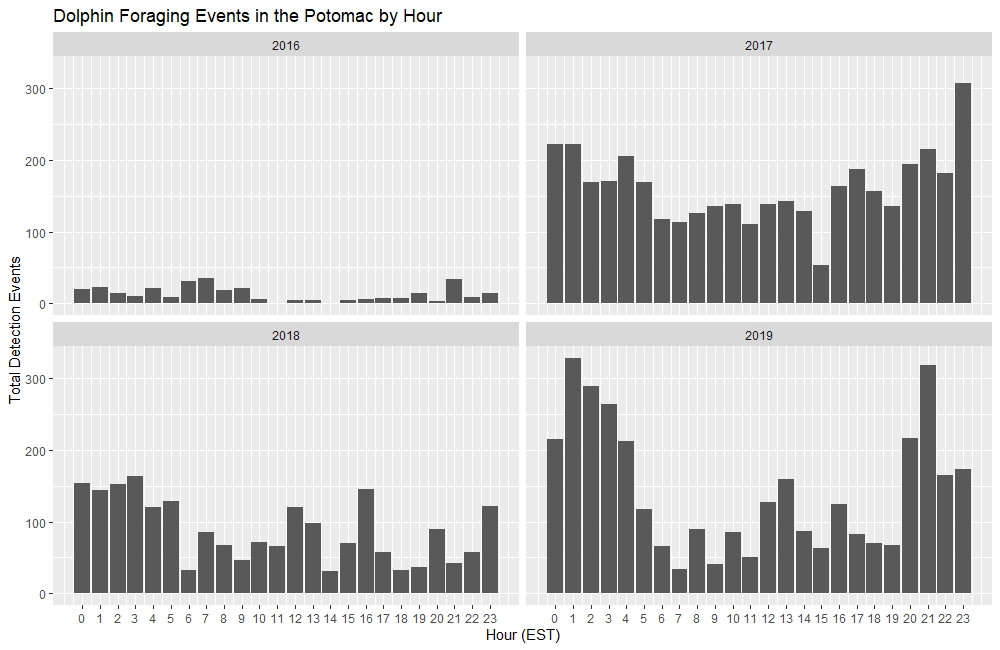 Dolphin Foraging Events in the Potomac by Hour
2016
2017
300
200
100
0
2018
2019
300
200
100
0
Total Detection Events
0 1 2 3 4 5 6 7 8 9 10 11 12 13 14 15 16 17 18 19 20 21 22 23
0 1 2 3 4 5 6 7 8 9 10 11 12 13 14 15 16 17 18 19 20 21 22 23
Hour (EST)